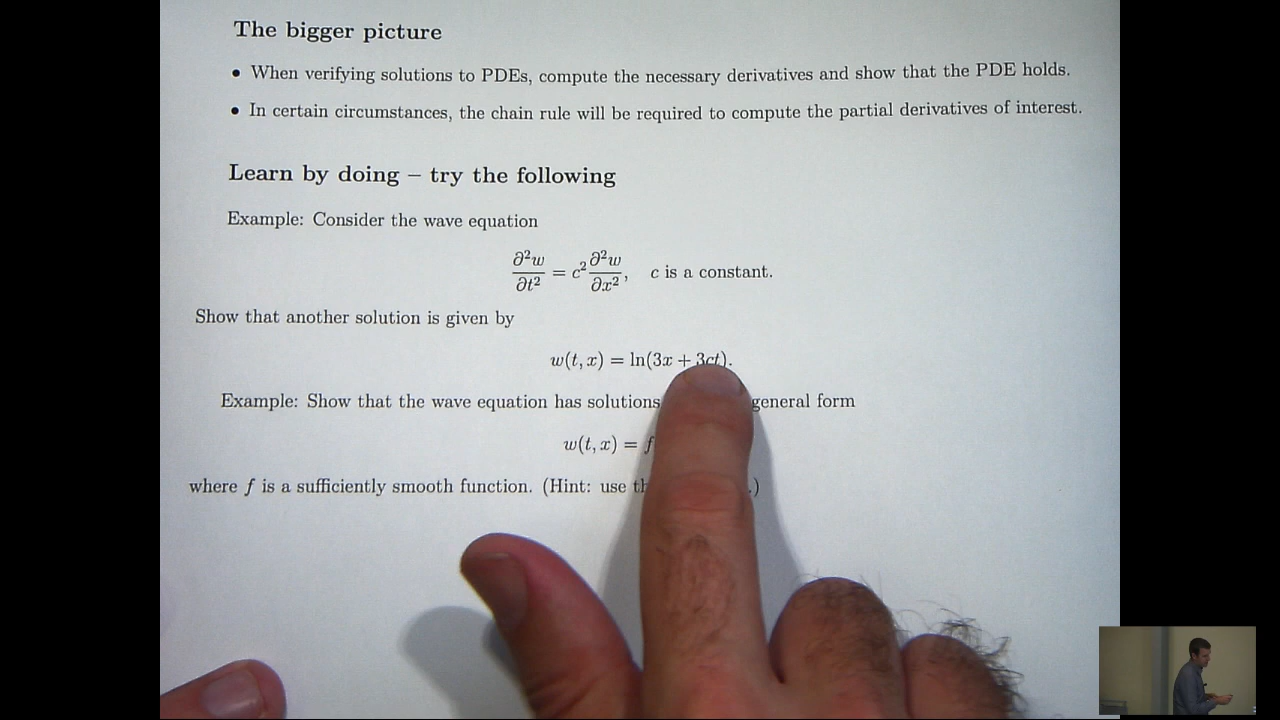 The bigger picture
• When verifying solutions to PDEs, compute the necessary derivatives and show that the PDE holds.
• In certain circumstances, the chain rule will be required to compute the partial derivatives of interest.
Learn by doing – try the following
Example: Consider the wave equation
∂²w/∂t² = c² ∂²w/∂x², c is a constant.
Show that another solution is given by
w(t, x) = ln(3x + 3ct).
Example: Show that the wave equation has solutions general form
w(t, x) = f
where f is a sufficiently smooth function. (Hint: use .)